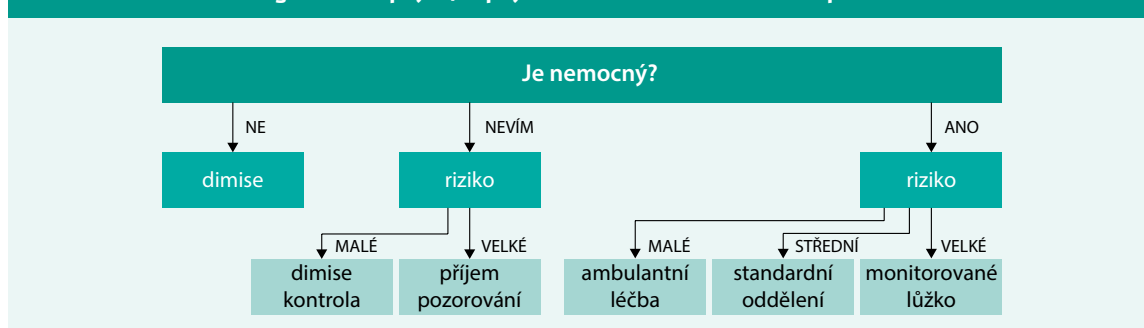 Je nemocný?
NE
NEVÍM
ANO
dimise
riziko
riziko
MALÉ
VELKÉ
MALÉ
STŘEDNÍ
VELKÉ
dimise
kontrola
příjem
pozorování
ambulantní
léčba
standardní
oddělení
monitorované
lůžko